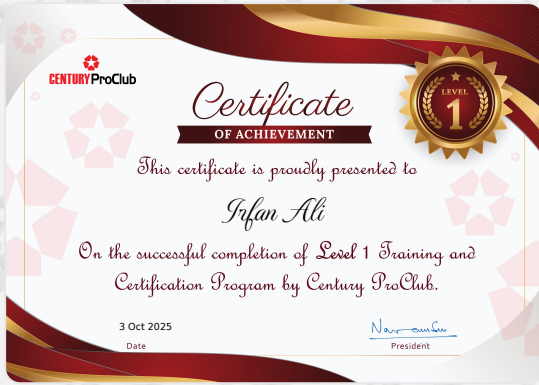 CENTURY ProClub
LEVEL
1
Certificate
OF ACHIEVEMENT
This certificate is proudly presented to
Irfan Ali
On the successful completion of Level 1 Training and
Certification Program by Century ProClub.
3 Oct 2025
Date
President